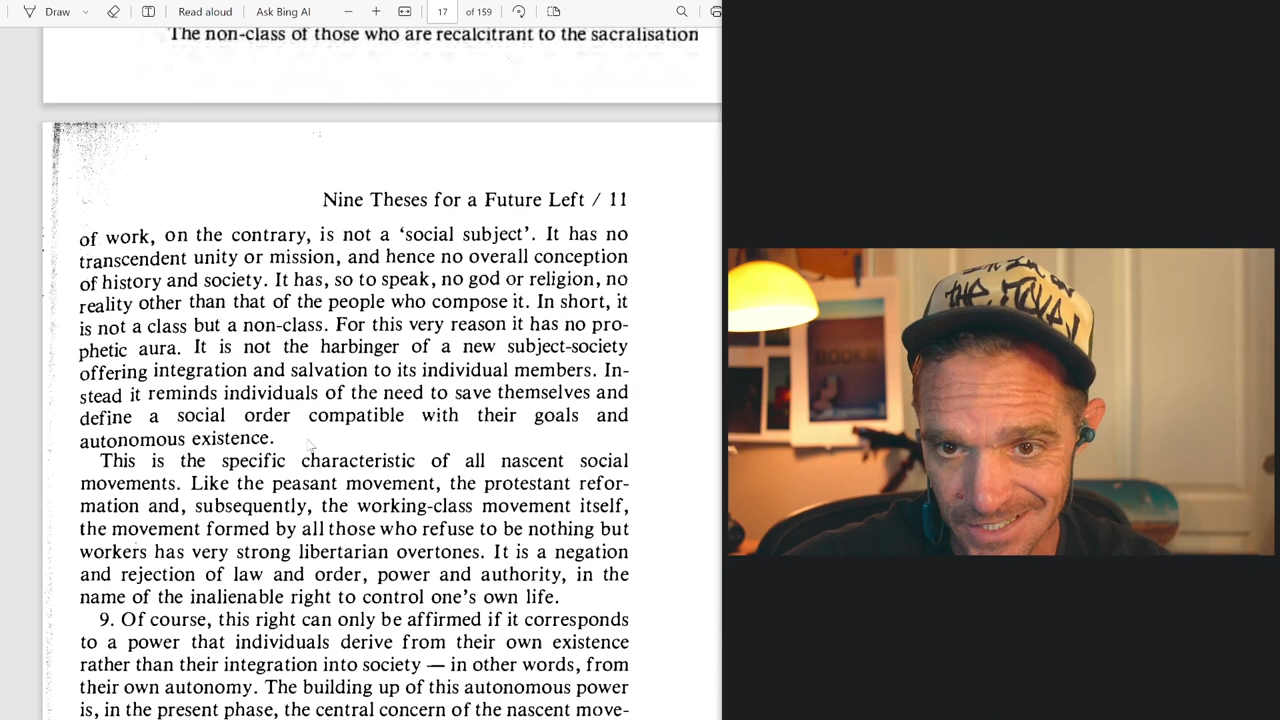 Draw
Read aloud
Ask Bing AI
17
of 159
The non-class of those who are recalcitrant to the sacralisation
Nine Theses for a Future Left / 11
of work, on the contrary, is not a ‘social subject’. It has no
transcendent unity or mission, and hence no overall conception
of history and society. It has, so to speak, no god or religion, no
reality other than that of the people who compose it. In short, it
is not a class but a non-class. For this very reason it has no pro-
phetic aura. It is not the harbinger of a new subject-society
offering integration and salvation to its individual members. In-
stead it reminds individuals of the need to save themselves and
define a social order compatible with their goals and
autonomous existence.
This is the specific characteristic of all nascent social
movements. Like the peasant movement, the protestant refor-
mation and, subsequently, the working-class movement itself,
the movement formed by all those who refuse to be nothing but
workers has very strong libertarian overtones. It is a negation
and rejection of law and order, power and authority, in the
name of the inalienable right to control one's own life.
9. Of course, this right can only be affirmed if it corresponds
to a power that individuals derive from their own existence
rather than their integration into society — in other words, from
their own autonomy. The building up of this autonomous power
is, in the present phase, the central concern of the nascent move-
THE